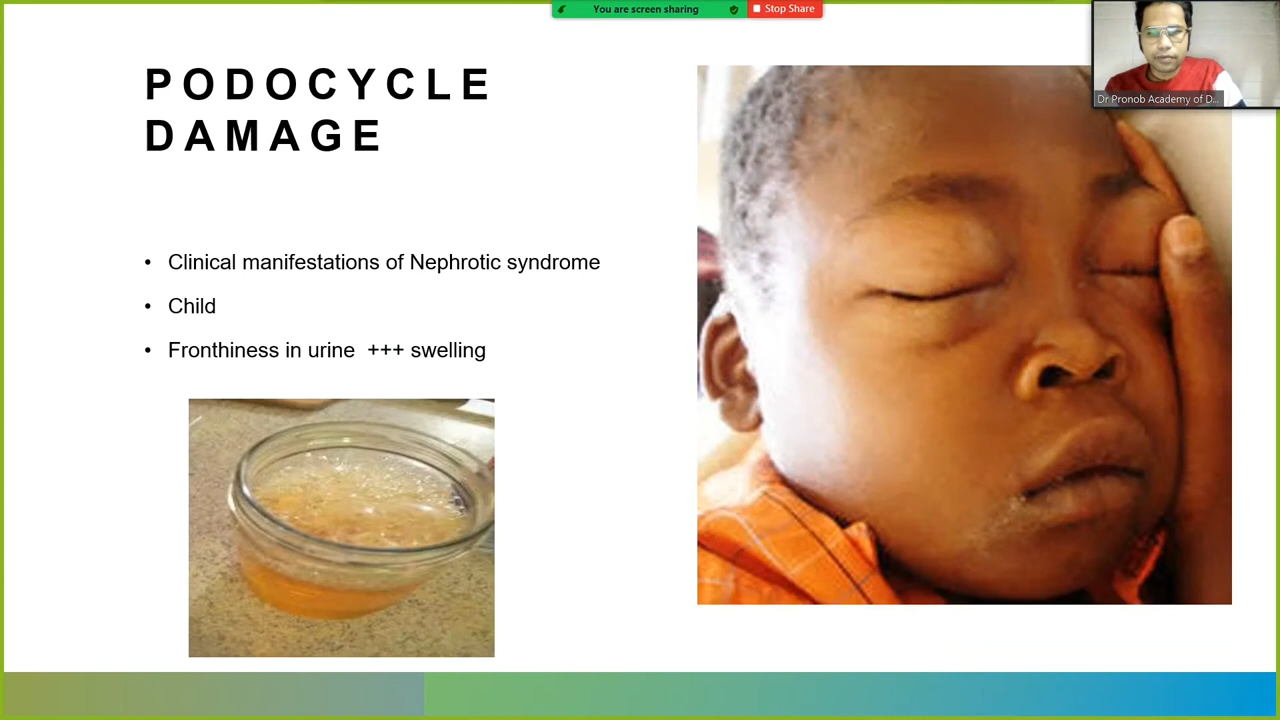 You are screen sharing
Stop Share
PODOCYCLE
DAMAGE
Dr Pronob Academy of D...
• Clinical manifestations of Nephrotic syndrome
• Child
• Fronthiness in urine +++ swelling